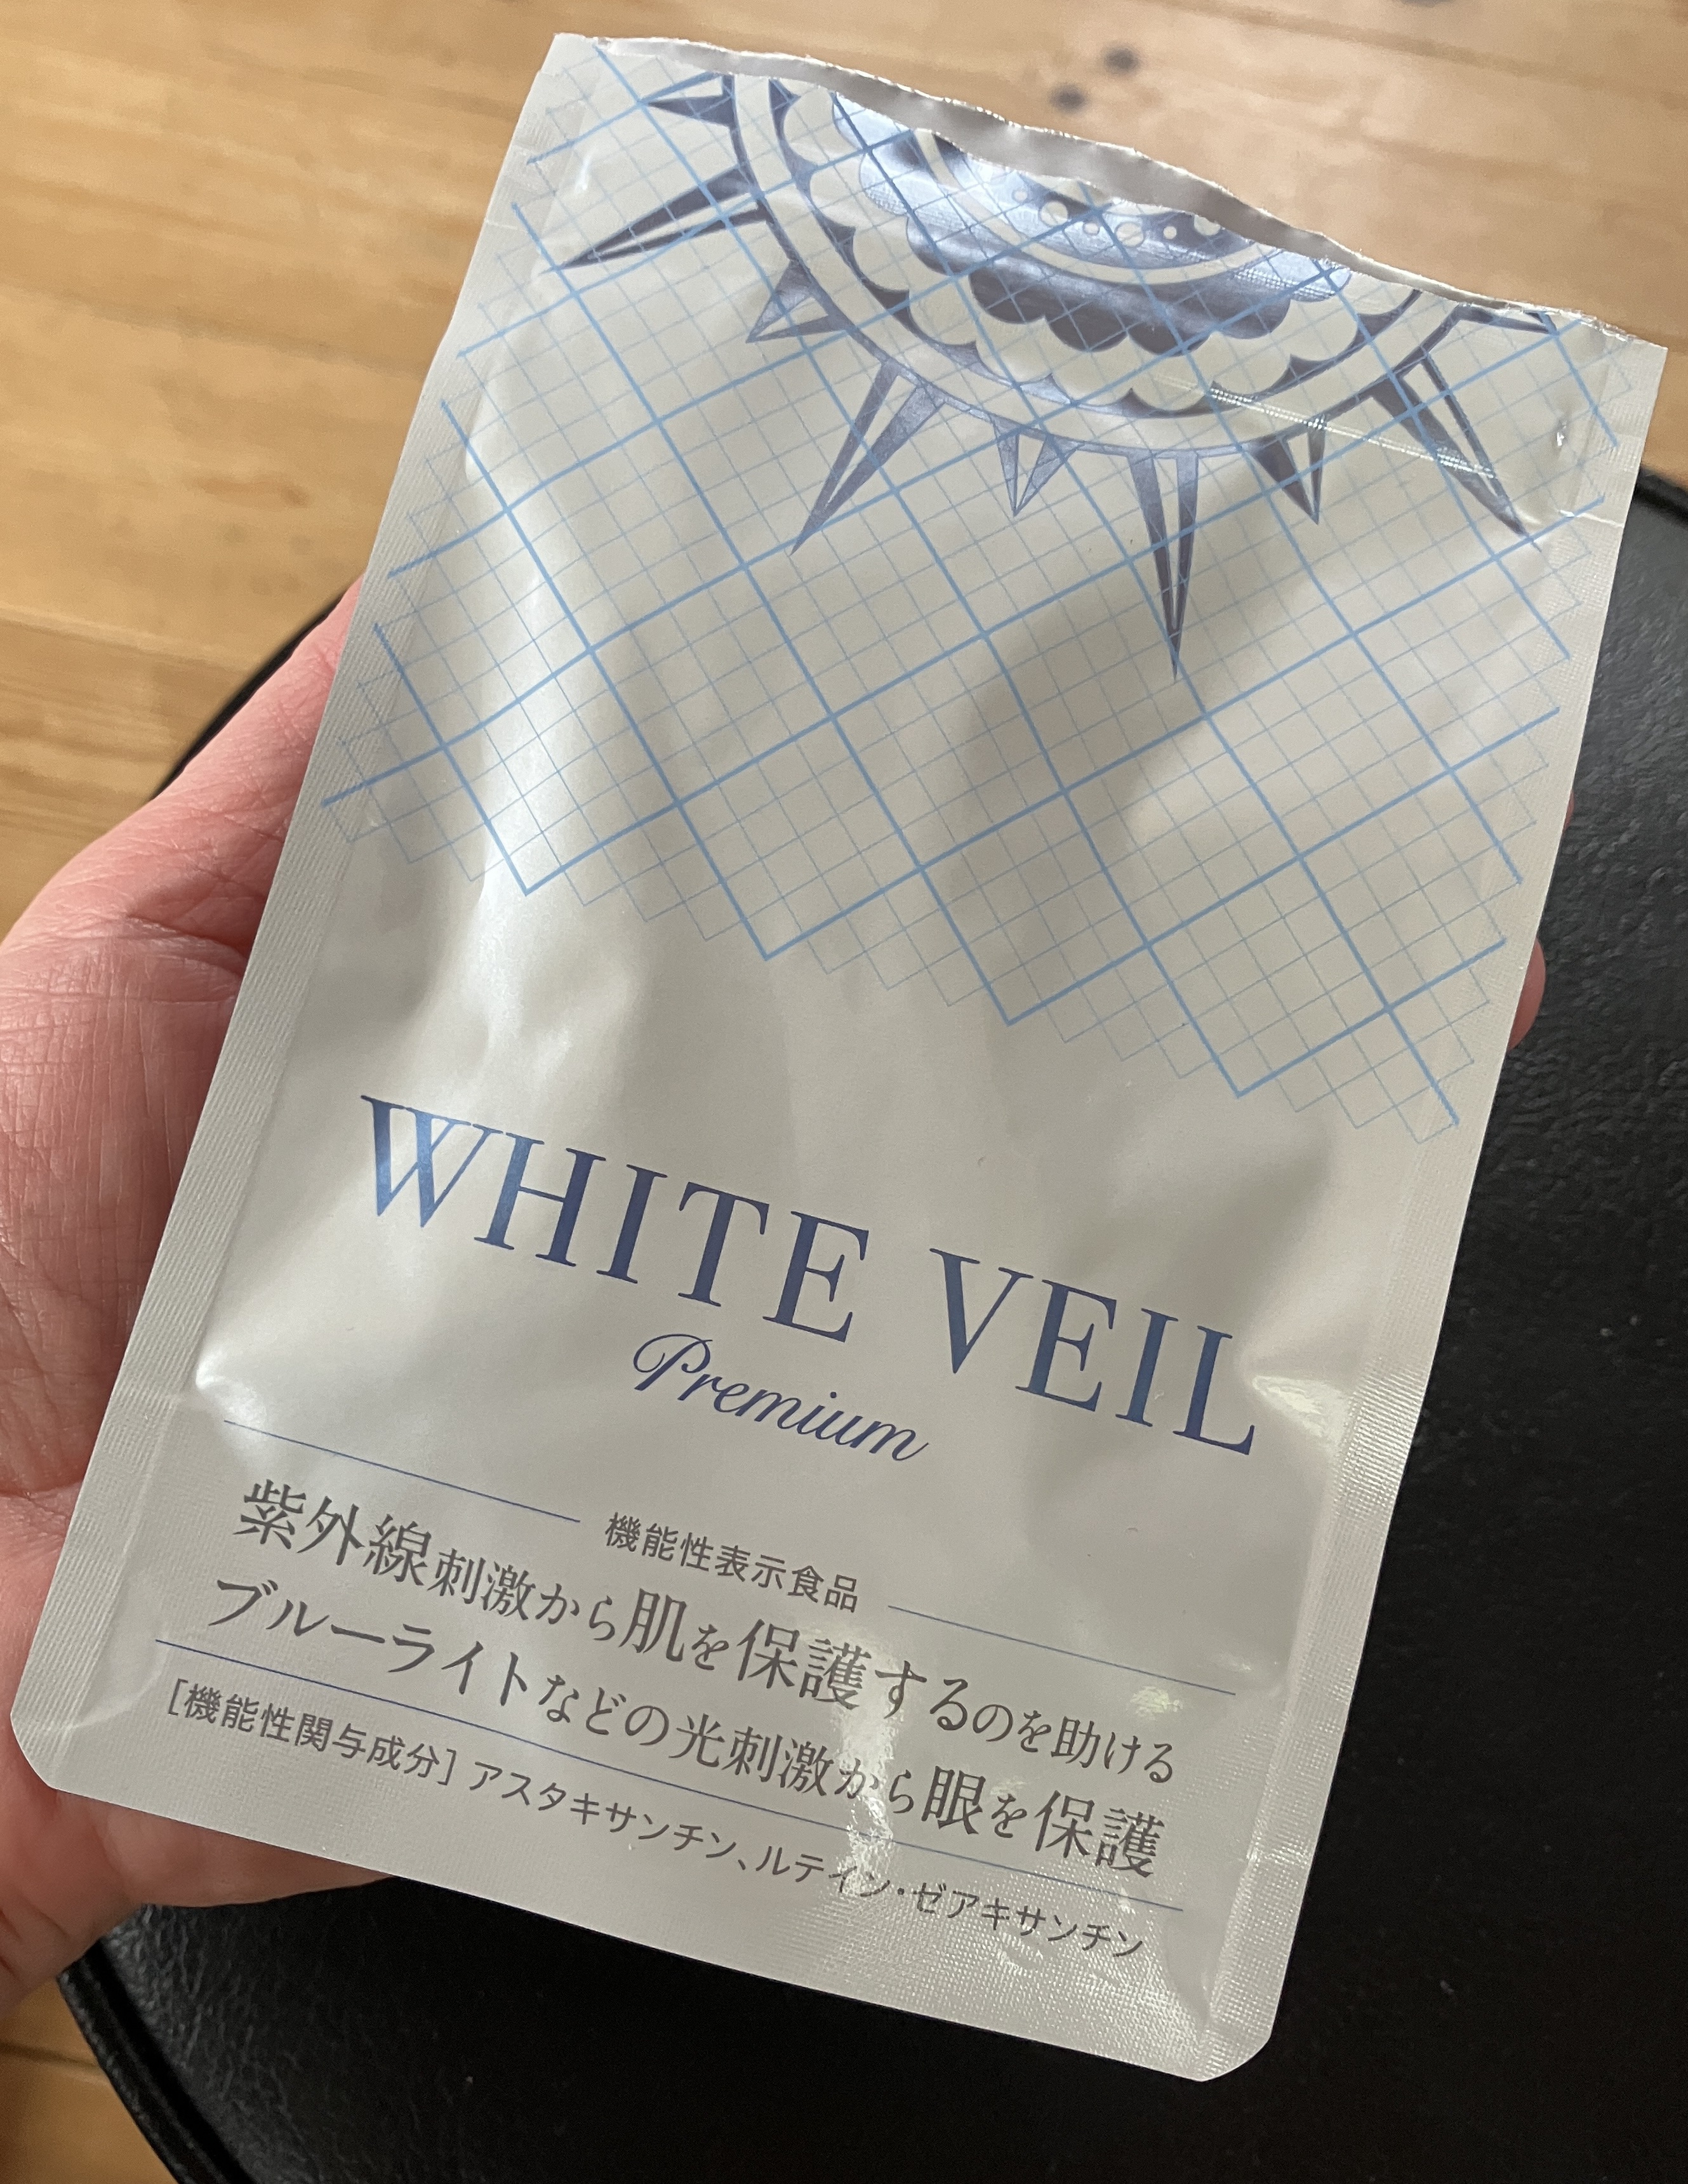 WHITE VEIL
Premium
機能性表示食品
紫外線刺激から肌を保護するのを助ける
ブルーライトなどの光刺激から眼を保護
[機能性関与成分] アスタキサンチン、ルテイン・ゼアキサンチン